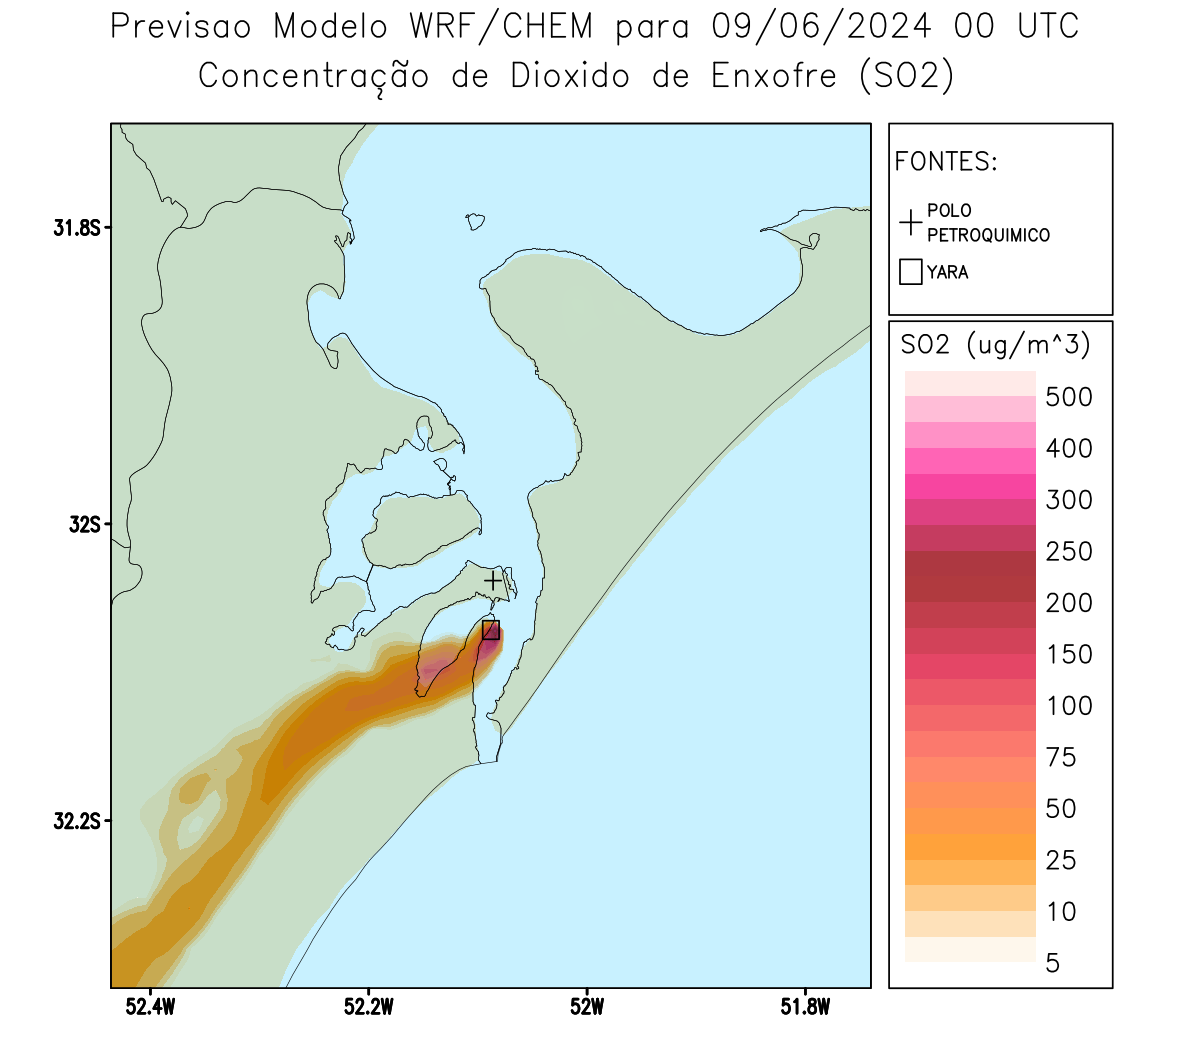 Previsao Modelo WRF/CHEM para 09/06/2024 00 UTC
Concentração de Dioxido de Enxofre (SO2)
FONTES:
POLO
PETROQUIMICO
YARA
31.8S
32S
32.2S
52.4W
52.2W
52W
51.8W
SO2 (ug/m^3)
500
400
300
250
200
150
100
75
50
25
10
5